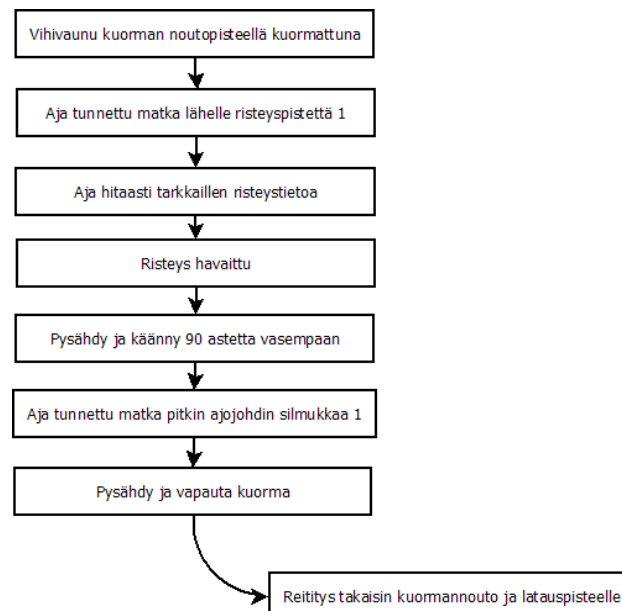 Vihivaunu kuorman noutopisteellä kuormattuna
Aja tunnettu matka lähelle risteyspistettä 1
Aja hitaasti tarkkaillen risteystietoa
Risteys havaittu
Pysähdy ja käänny 90 astetta vasempaan
Aja tunnettu matka pitkin ajojohdin silmukkaa 1
Pysähdy ja vapauta kuorma
Reititys takaisin kuormannouto ja latauspisteelle